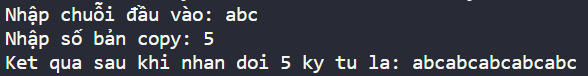 Nhập chuỗi đầu vào: abc
Nhập số bản copy: 5
Ket qua sau khi nhan doi 5 ky tu la: abcabcabcabcabc